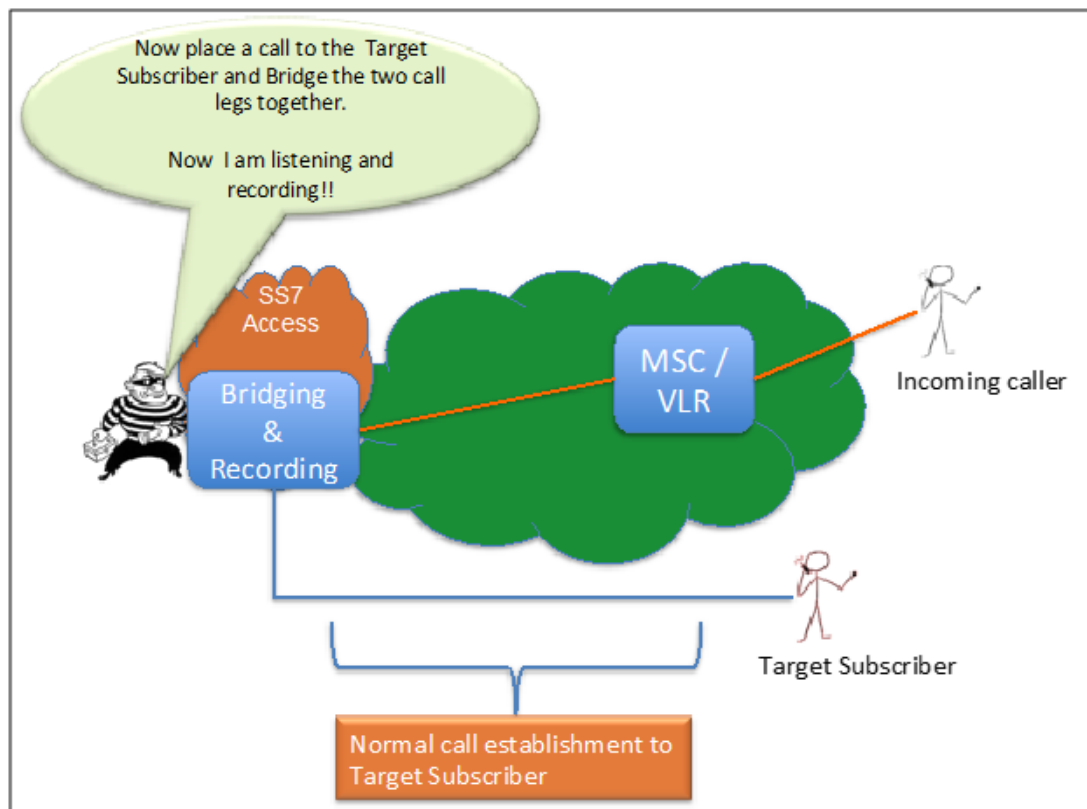 Now place a call to the  Target
Subscriber and Bridge the two call
legs together.
Now  I am listening and
recording!!
SS7
Access
Bridging
&
Recording
MSC /
VLR
Incoming caller
Target Subscriber
Normal call establishment to
Target Subscriber